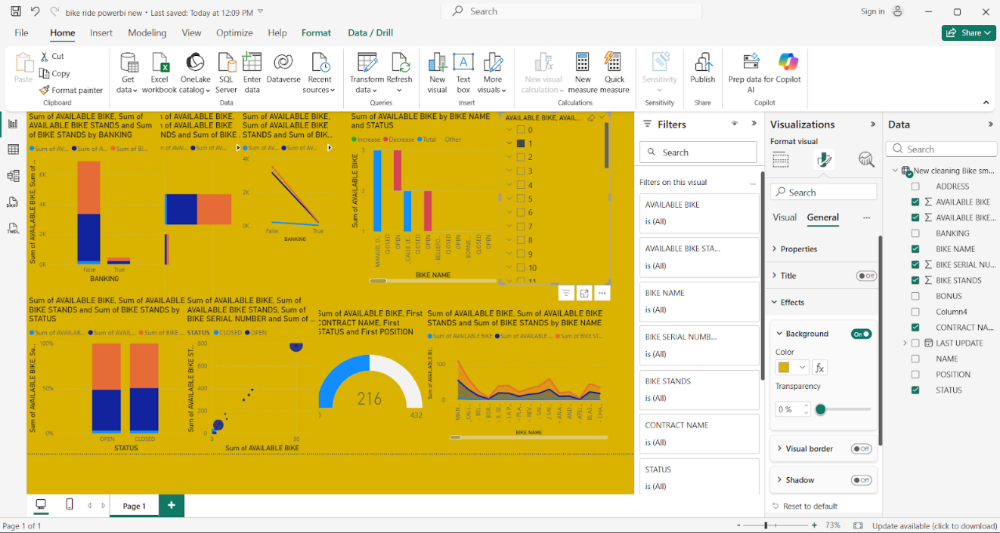 bike ride powerbi new • Last saved: Today at 12:09 PM
Search
Sign in
File Home Insert Modeling View Optimize Help Format Data / Drill
Share
Paste
Cut
Copy
Format painter
Clipboard
Get data
Excel workbook
OneLake catalog
SQL Server
Enter data
Dataverse
Recent sources
Data
Transform data
Refresh
Queries
New visual
Text box
More visuals
Insert
New visual calculation
New measure
Quick measure
Calculations
Sensitivity
Sensitivity
Publish
Share
Prep data for AI
Copilot
Copilot
DAX
TMDL
Sum of AVAILABLE BIKE, Sum of
AVAILABLE BIKE STANDS and Sum
of BIKE STANDS by BANKING
Sum of AV... Sum of A... Sum of Bi...
Sum of AVAILABLE BIKE, Sum of
6K
4K
2K
0K
False True
BANKING
of AVAILABLE BIKE,
of AVAILABLE BIKE
NDS and Sum of BIKE ...
of AVAI... Sum of AV...
Sum of AVAILABLE BIKE,
Sum of AVAILABLE BIKE
STANDS and Sum of BIK...
Sum of AV... Sum of AV...
4K
2K
0K
False True
BANKING
Sum of AVAILABLE BIKE by BIKE NAME
and STATUS
Increase Decrease Total Other
Sum of AVAILABLE BIKE
3
2
1
MANUEL D...
CLOSED
OPEN
_CALLE LE...
CLOSED
OPEN
- BELLEFO...
CLOSED
OPEN
- BORNE...
CLOSED
OPEN
BIKE NAME
AVAILABLE BIKE, AVAIL...
0
1
2
3
4
5
6
7
8
9
10
11
Sum of AVAILABLE BIKE, Sum of AVAILABLE
BIKE STANDS and Sum of BIKE STANDS by
STATUS
Sum of AVAILAB... Sum of AVAIL... Sum of BIKE ...
Sum of AVAILABLE BIKE, Su...
100%
50%
0%
OPEN CLOSED
STATUS
Sum of AVAILABLE BIKE, Sum of
AVAILABLE BIKE STANDS, Sum of
BIKE SERIAL NUMBER and Sum of ...
STATUS CLOSED OPEN
Sum of AVAILABLE BIKE ST...
800
600
400
200
0
0 50
Sum of AVAILABLE BIKE
Sum of AVAILABLE BIKE, First
CONTRACT NAME, First
STATUS and First POSITION
216
0 432
Sum of AVAILABLE BIKE, Sum of AVAILABLE BIKE
STANDS and Sum of BIKE STANDS by BIKE NAME
Sum of AVAILABLE BIKE Sum of AVAILABLE ... Sum of BIKE ST...
Sum of AVAILABLE BI...
100
0
BIKE NAME
Filters
Search
Filters on this visual
AVAILABLE BIKE
is (All)
AVAILABLE BIKE STA...
is (All)
BIKE NAME
is (All)
BIKE SERIAL NUMB...
is (All)
BIKE STANDS
is (All)
CONTRACT NAME
is (All)
STATUS
is (All)
Visualizations
Format visual
Search
Visual General
Properties
Title Off
Effects
Background On
Color
fx
Transparency
0 %
Visual border Off
Shadow Off
Reset to default
Data
Search
New cleaning Bike sm...
ADDRESS
AVAILABLE BIKE
AVAILABLE BIKE...
BANKING
BIKE NAME
BIKE SERIAL NU...
BIKE STANDS
BONUS
Column4
CONTRACT NA...
LAST UPDATE
NAME
POSITION
STATUS
Page 1
Page 1 of 1
73%
Update available (click to download)